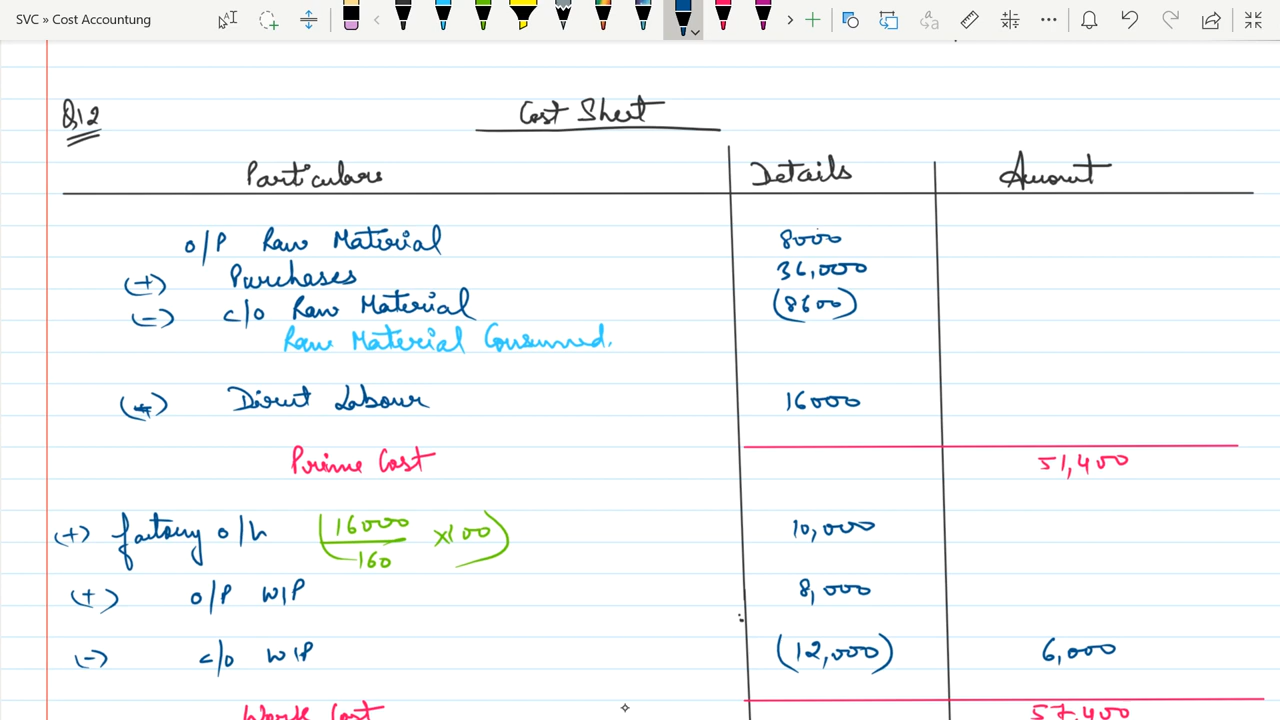 SVC » Cost Accountung
Q12 Cost Sheet
Particulars Details Amount
O/P Raw Material 8000
(+) Purchases 36,000
(-) C/O Raw Material (8600)
Raw Material Consumed.
(+) Direct Labour 16000
Prime Cost 51,400
(+) factory o/h (16000/160 ×100) 10,000
(+) O/P WIP 8,000
(-) C/O WIP (12,000) 6,000
Works Cost 57,400